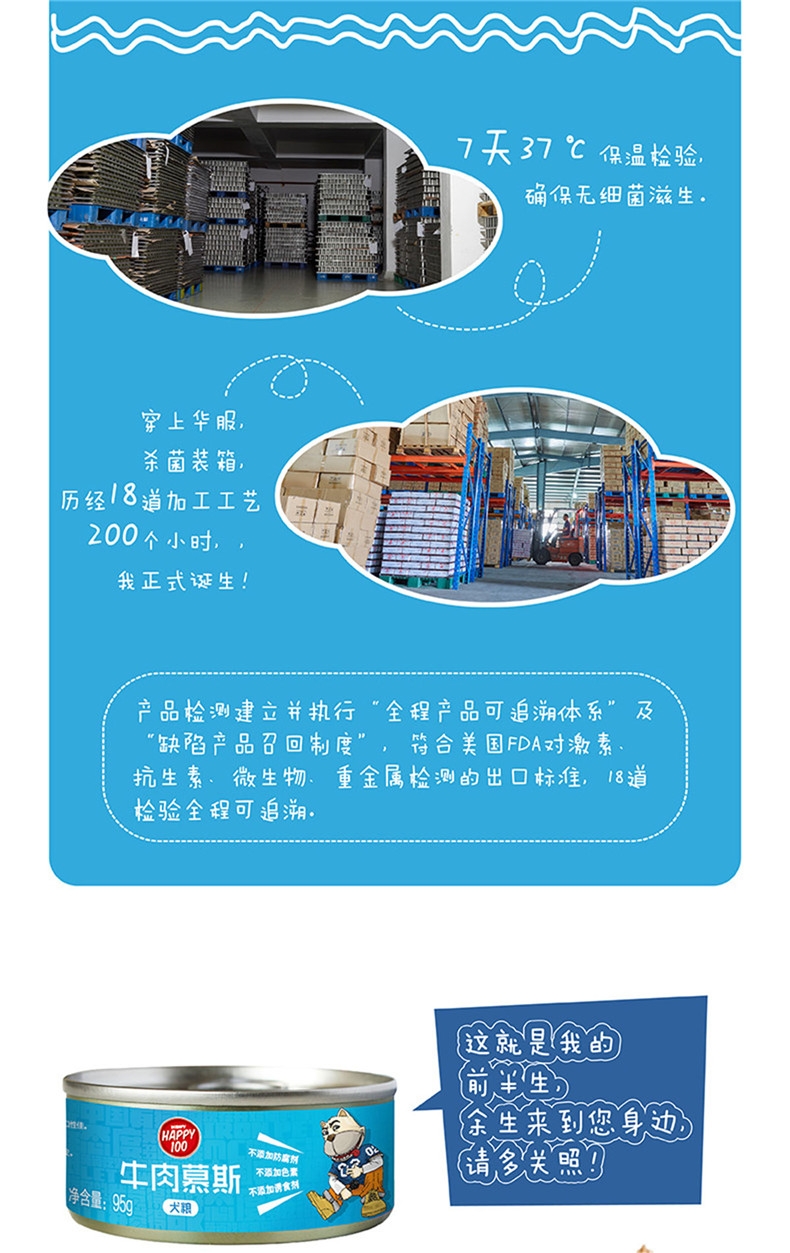 7天37℃ 保温检验,
确保无细菌滋生。
穿上华服,
杀菌装箱,
历经18道加工工艺
200个小时, ,
我正式诞生!
产品检测建立并执行“全程产品可追溯体系”及
“缺陷产品召回制度”, 符合美国FDA对激素、
抗生素、微生物、重金属检测的出口标准, 18道
检验全程可追溯。
这就是我的
前半生,
余生来到您身边,
请多关照!
HAPPY
100
牛肉慕斯
犬粮
净含量: 95g
不添加防腐剂
不添加色素
不添加诱食剂